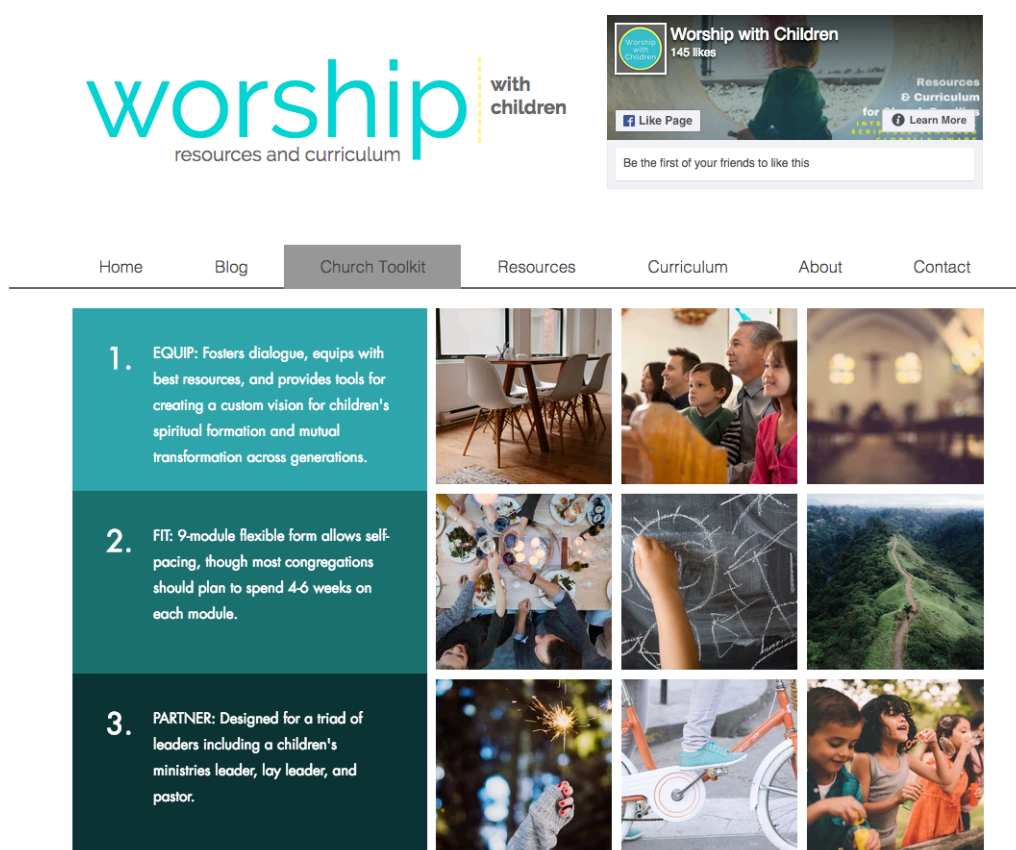 worship
with
children
resources and curriculum
Worship
with
Children
Worship with Children
145 likes
Resources
& Curriculum
for
Like Page
Learn More
Be the first of your friends to like this
Home
Blog
Church Toolkit
Resources
Curriculum
About
Contact
1.
EQUIP: Fosters dialogue, equips with
best resources, and provides tools for
creating a custom vision for children's
spiritual formation and mutual
transformation across generations.
2.
FIT: 9-module flexible form allows self-
pacing, though most congregations
should plan to spend 4-6 weeks on
each module.
3.
PARTNER: Designed for a triad of
leaders including a children's
ministries leader, lay leader, and
pastor.